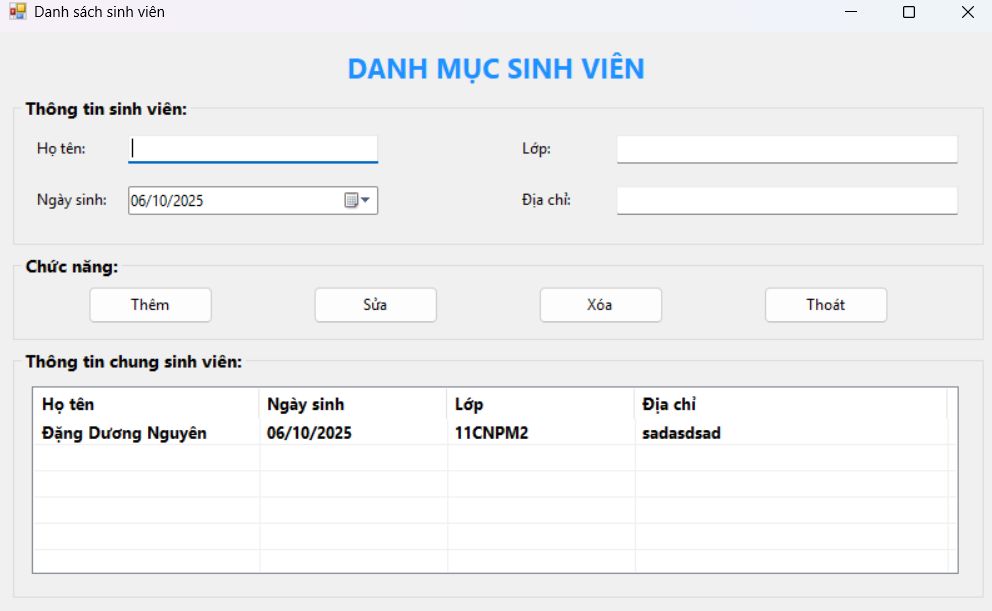 Danh sách sinh viên
DANH MỤC SINH VIÊN
Thông tin sinh viên:
Họ tên:
Lớp:
Ngày sinh:
06/10/2025
Địa chỉ:
Chức năng:
Thêm
Sửa
Xóa
Thoát
Thông tin chung sinh viên:
Họ tên Ngày sinh Lớp Địa chỉ
Đặng Dương Nguyên 06/10/2025 11CNPM2 sadasdsad